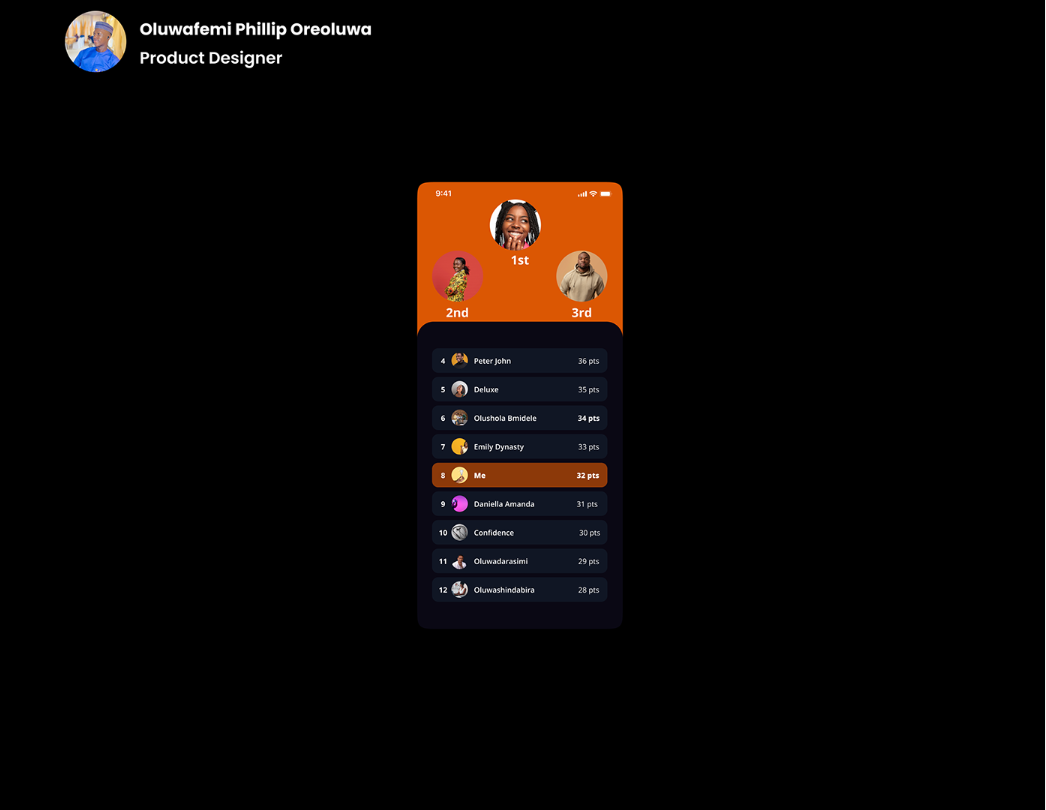 Oluwafemi Phillip Oreoluwa
Product Designer
9:41
1st
2nd 3rd
4 Peter John 36 pts
5 Deluxe 35 pts
6 Olushola Bmidele 34 pts
7 Emily Dynasty 33 pts
8 Me 32 pts
9 Daniella Amanda 31 pts
10 Confidence 30 pts
11 Oluwadarasimi 29 pts
12 Oluwashindabira 28 pts